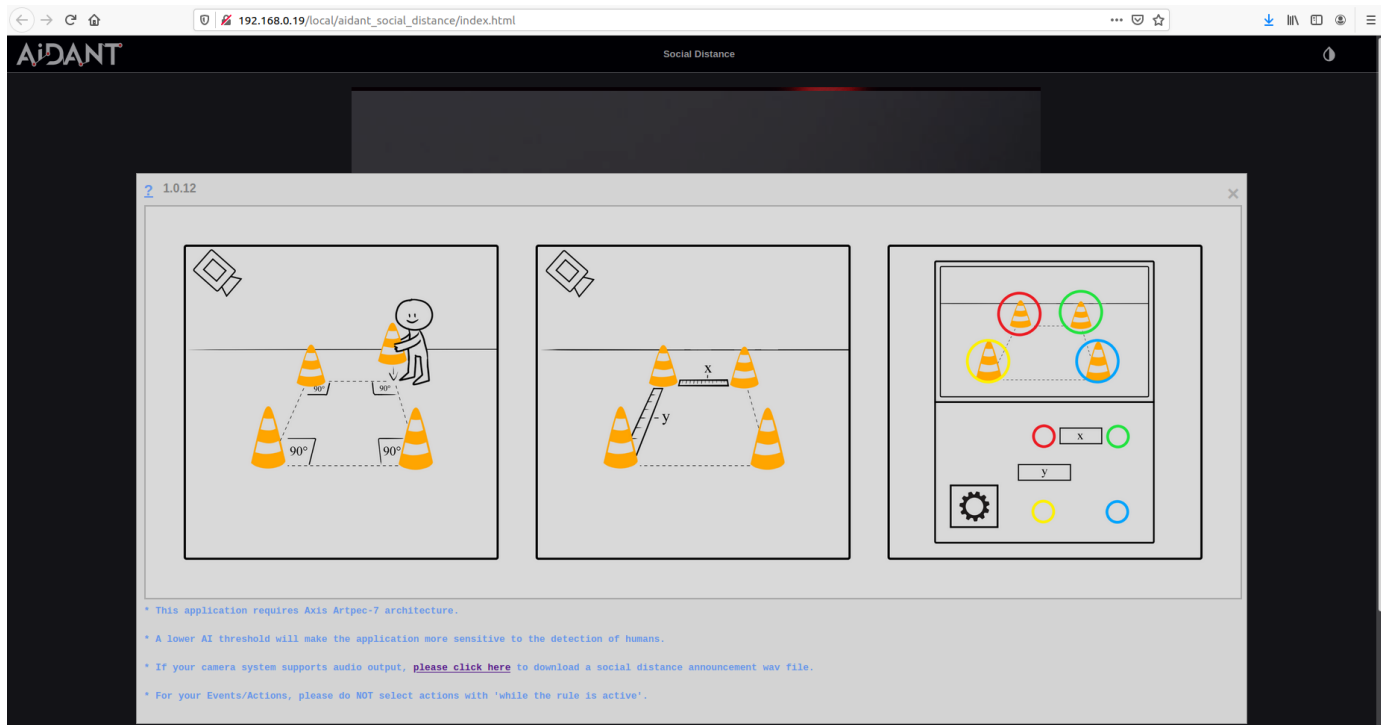 192.168.0.19/local/aidant_social_distance/index.html
AiDANT
Social Distance
? 1.0.12
×
90° 90°
90° 90°
x
y
x
y
* This application requires Axis Artpec-7 architecture.
* A lower AI threshold will make the application more sensitive to the detection of humans.
* If your camera system supports audio output, please click here to download a social distance announcement wav file.
* For your Events/Actions, please do NOT select actions with 'while the rule is active'.